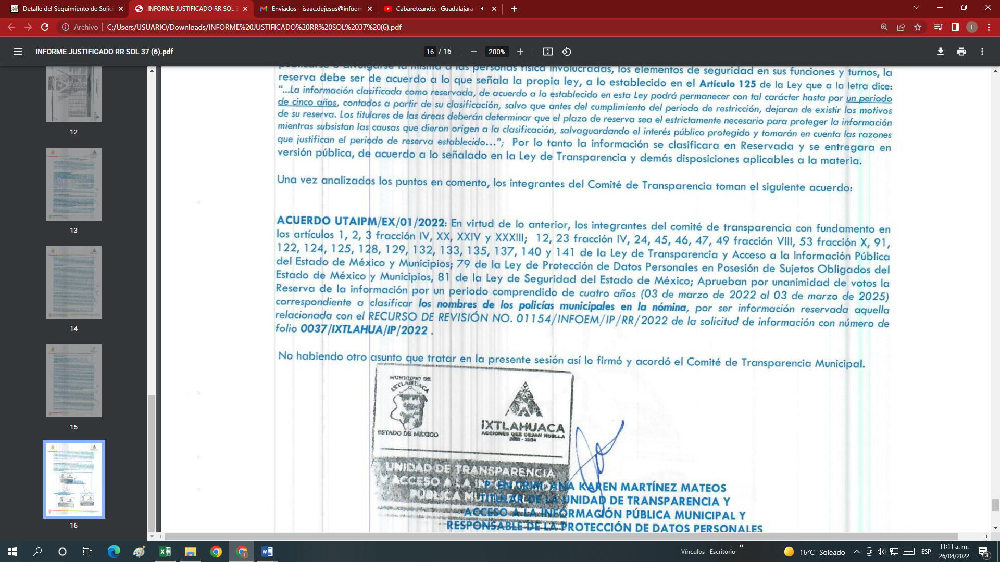 Detalle del Seguimiento de Solici
INFORME JUSTIFICADO RR SOL 3
Enviados - isaac.dejesus@infoem
Cabareteando.- Guadalajara
Archivo
C:/Users/USUARIO/Downloads/INFORME%20JUSTIFICADO%20RR%20SOL%2037%20(6).pdf
I
INFORME JUSTIFICADO RR SOL 37 (6).pdf
16 / 16
200%
12
13
14
15
16
publicarse o divulgarse la misma a las personas física involucradas, los elementos de seguridad en sus funciones y turnos, la
reserva debe ser de acuerdo a lo que señala la propia ley, a lo establecido en el Artículo 125 de la Ley que a la letra dice:
“...La información clasificada como reservada, de acuerdo a lo establecido en esta Ley podrá permanecer con tal carácter hasta por un periodo
de cinco años, contados a partir de su clasificación, salvo que antes del cumplimiento del periodo de restricción, dejaran de existir los motivos
de su reserva. Los titulares de las áreas deberán determinar que el plazo de reserva sea el estrictamente necesario para proteger la información
mientras subsistan las causas que dieron origen a la clasificación, salvaguardando el interés público protegido y tomarán en cuenta las razones
que justifican el periodo de reserva establecido...”; Por lo tanto la información se clasificara en Reservada y se entregara en
versión pública, de acuerdo a lo señalado en la Ley de Transparencia y demás disposiciones aplicables a la materia.
Una vez analizados los puntos en comento, los integrantes del Comité de Transparencia toman el siguiente acuerdo:
ACUERDO UTAIPM/EX/01/2022: En virtud de lo anterior, los integrantes del comité de transparencia con fundamento en
los artículos 1, 2, 3 fracción IV, XX, XXIV y XXXIII; 12, 23 fracción IV, 24, 45, 46, 47, 49 fracción VIII, 53 fracción X, 91,
122, 124, 125, 128, 129, 132, 133, 135, 137, 140 y 141 de la Ley de Transparencia y Acceso a la Información Pública
del Estado de México y Municipios; 79 de la Ley de Protección de Datos Personales en Posesión de Sujetos Obligados del
Estado de México y Municipios, 81 de la Ley de Seguridad del Estado de México; Aprueban por unanimidad de votos la
Reserva de la información por un periodo comprendido de cuatro años (03 de marzo de 2022 al 03 de marzo de 2025)
correspondiente a clasificar los nombres de los policías municipales en la nómina, por ser información reservada aquella
relacionada con el RECURSO DE REVISIÓN NO. 01154/INFOEM/IP/RR/2022 de la solicitud de información con número de
folio 0037/IXTLAHUA/IP/2022 .
No habiendo otro asunto que tratar en la presente sesión así lo firmó y acordó el Comité de Transparencia Municipal.
MUNICIPIO DE
IXTLAHUACA
ESTADO DE MÉXICO
IXTLAHUACA
ACCIONES QUE DEJAN HUELLA
2022 - 2024
UNIDAD DE TRANSPARENCIA
Y ACCESO A LA
PÚBLICA
P. EN CRIM. ANA KAREN MARTÍNEZ MATEOS
TITULAR DE LA UNIDAD DE TRANSPARENCIA Y
ACCESO A LA INFORMACIÓN PÚBLICA MUNICIPAL Y
RESPONSABLE DE LA PROTECCIÓN DE DATOS PERSONALES
Vínculos Escritorio
16°C Soleado
ESP
11:11 a. m.
26/04/2022
3